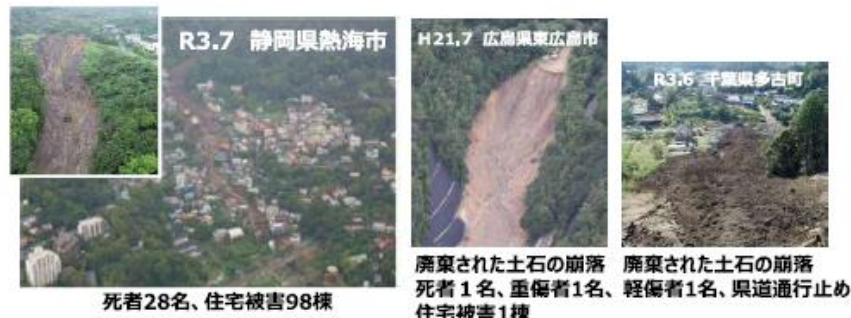 R3.7 静岡県熱海市
死者28名、住宅被害98棟
H21.7 広島県東広島市
廃棄された土石の崩落
死者1名、重傷者1名、
住宅被害1棟
R3.6 千葉県多古町
廃棄された土石の崩落
軽傷者1名、県道通行止め